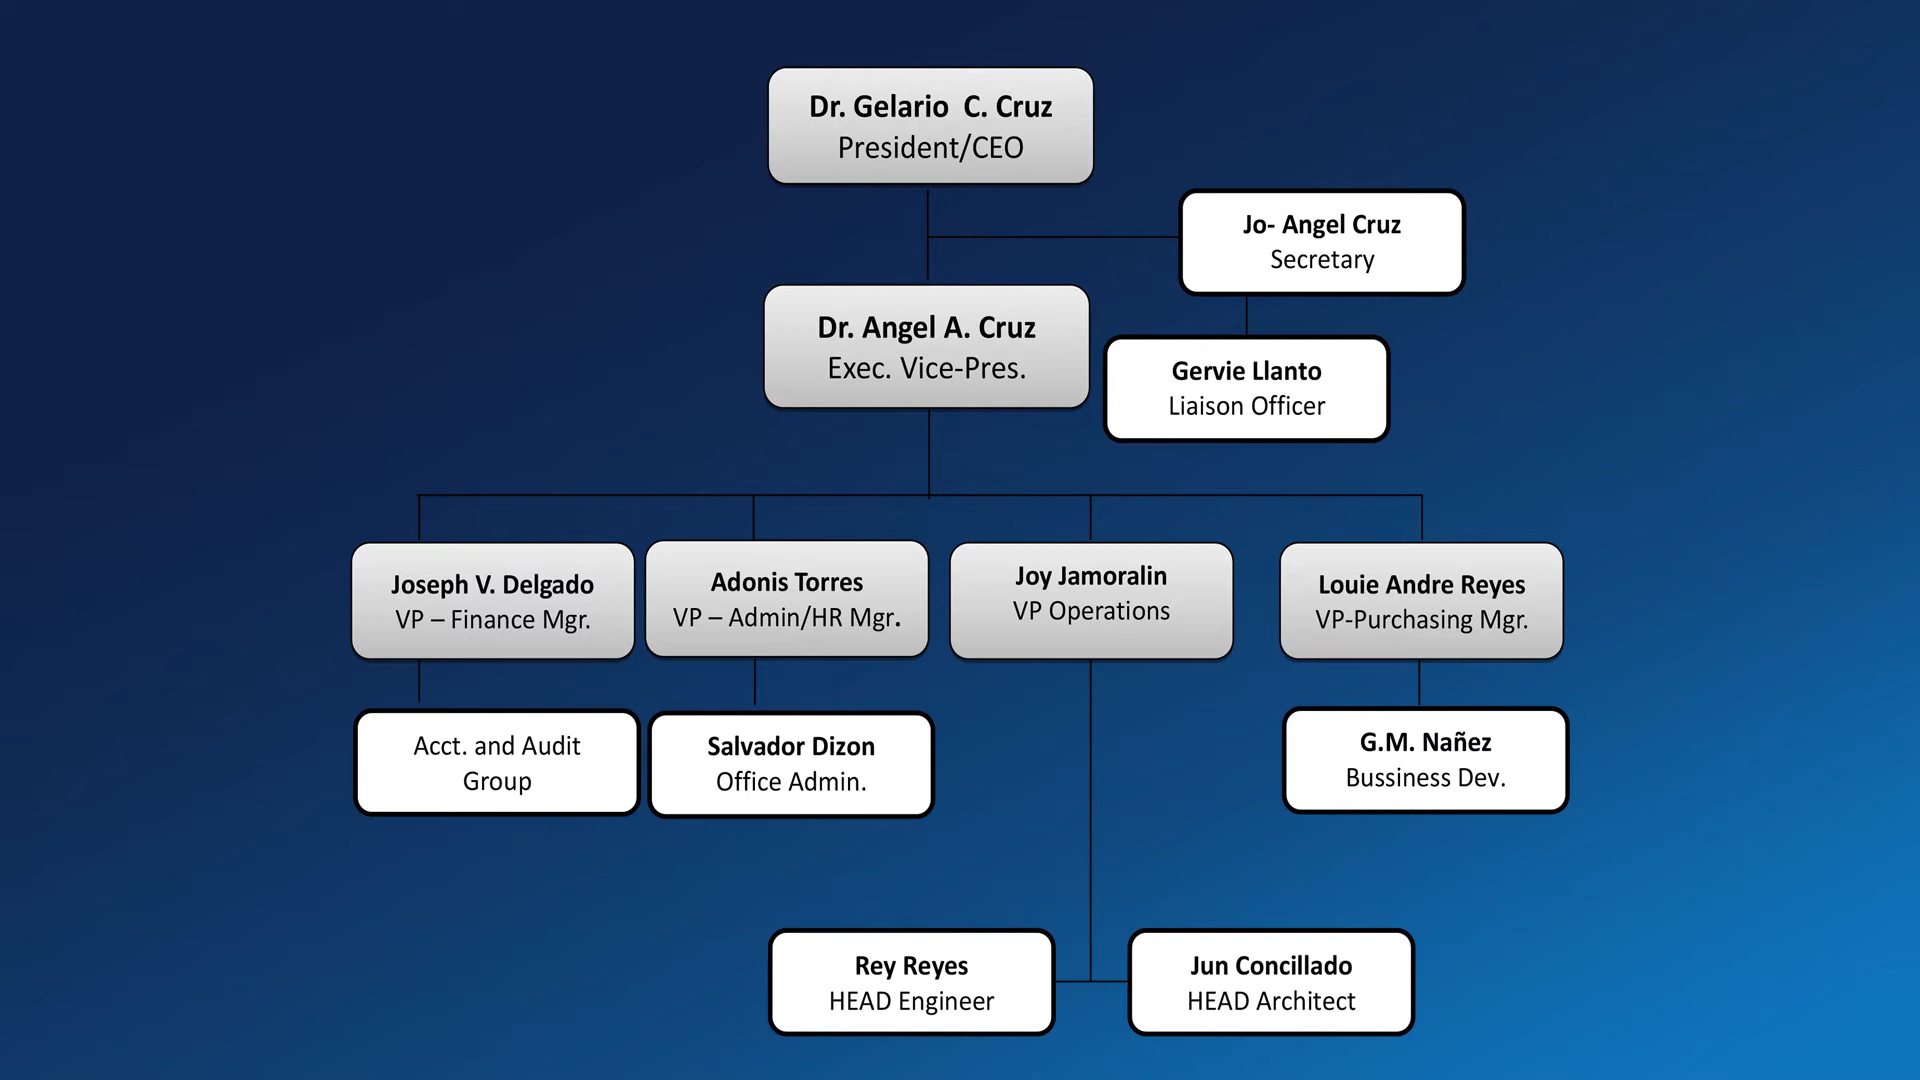 Dr. Gelario  C. Cruz
President/CEO
Jo- Angel Cruz
Secretary
Dr. Angel A. Cruz
Exec. Vice-Pres.
Gervie Llanto
Liaison Officer
Joseph V. Delgado
VP – Finance Mgr.
Adonis Torres
VP – Admin/HR Mgr.
Joy Jamoralin
VP Operations
Louie Andre Reyes
VP-Purchasing Mgr.
Acct. and Audit
Group
Salvador Dizon
Office Admin.
G.M. Nañez
Bussiness Dev.
Rey Reyes
HEAD Engineer
Jun Concillado
HEAD Architect